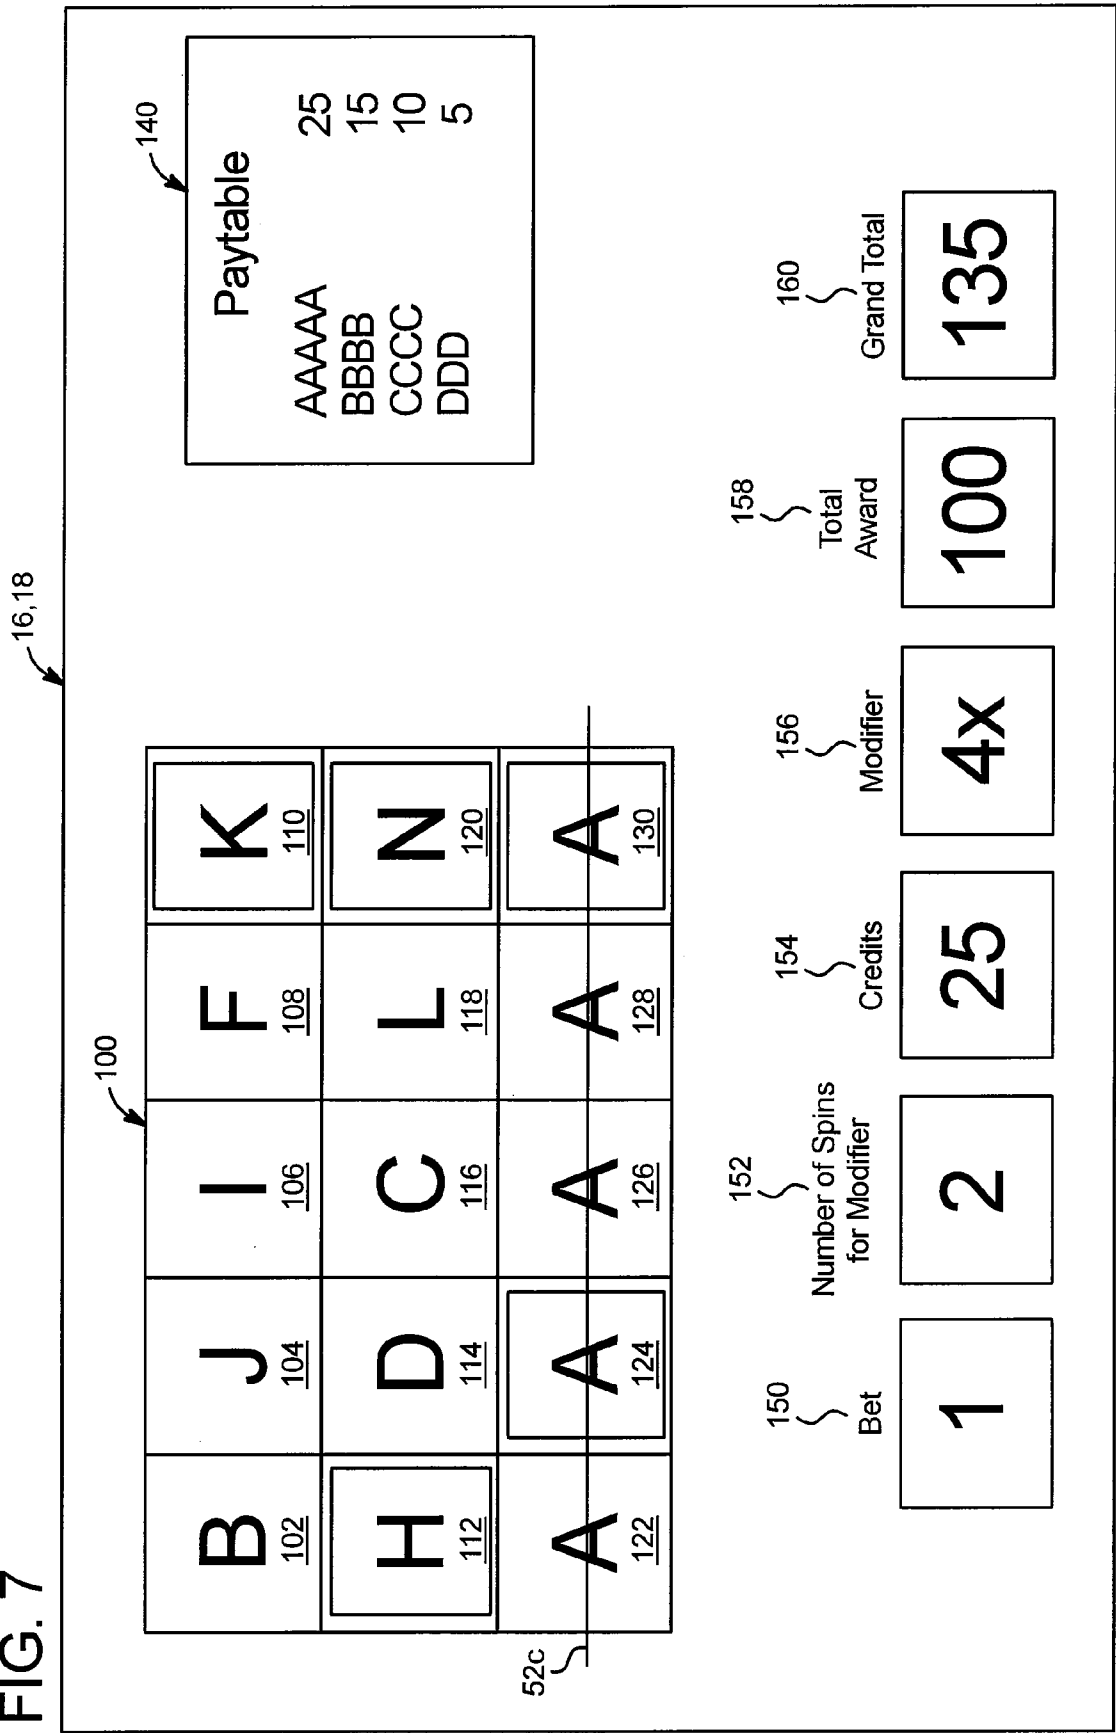 FIG. 7
16,18
100
B J I F K
102 104 106 108 110
H D C L N
112 114 116 118 120
A A A A A
122 124 126 128 130
52c
140
Paytable
AAAAA 25
BBBB 15
CCCC 10
DDD 5
150
Bet
1
152
Number of Spins
for Modifier
2
154
Credits
25
156
Modifier
4x
158
Total
Award
100
160
Grand Total
135